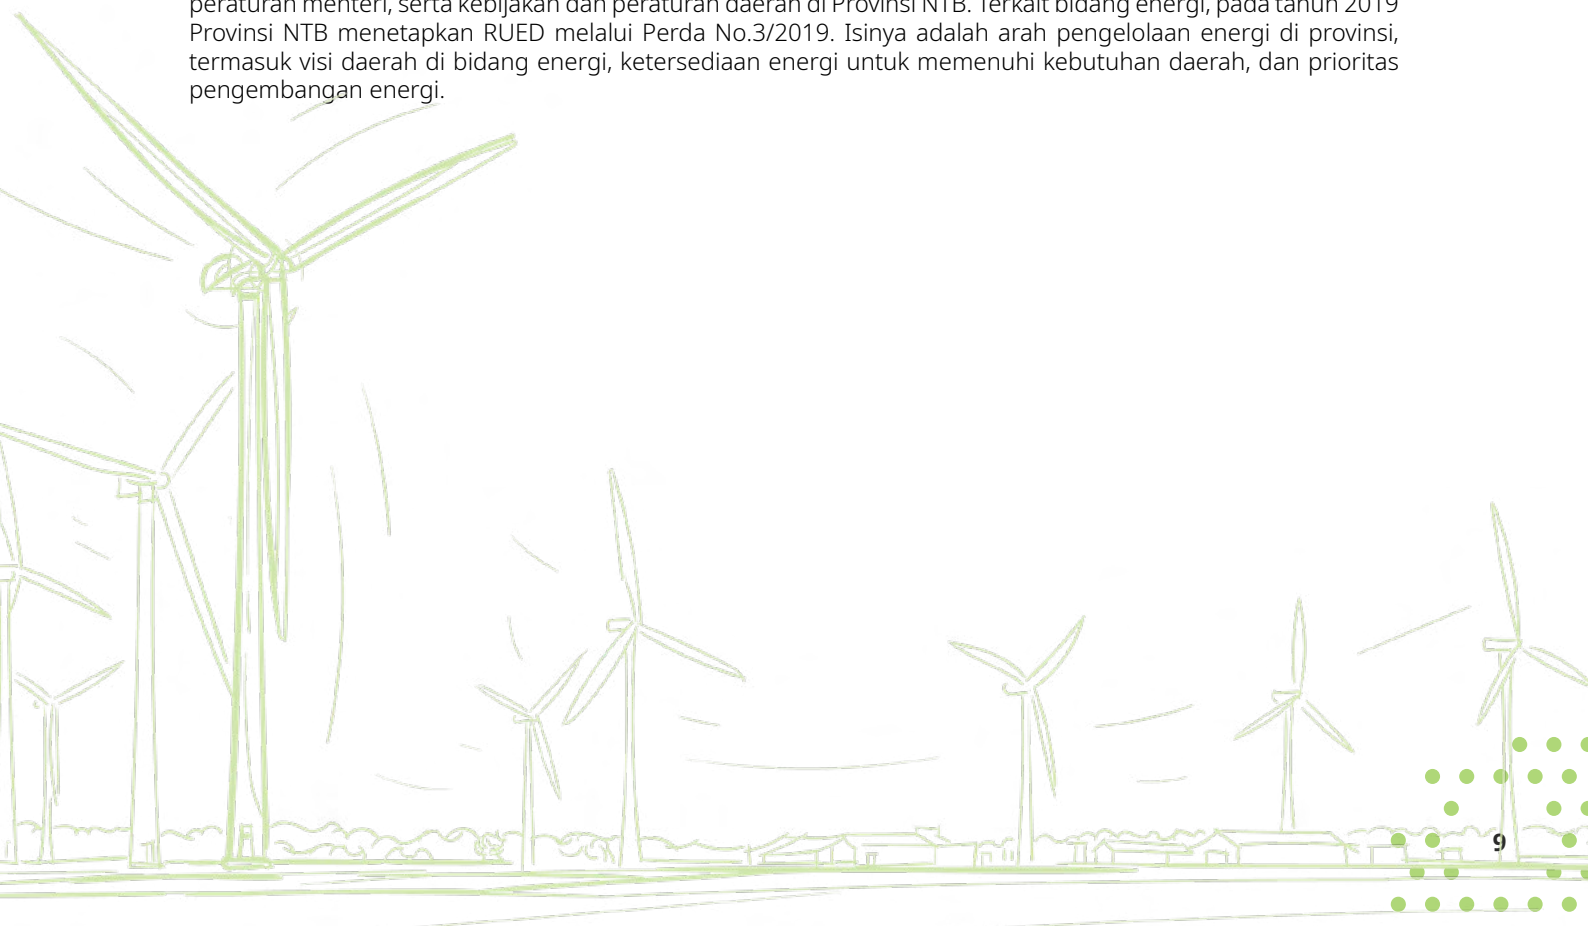 peraturan menteri, serta kebijakan dan peraturan daerah di Provinsi NTB. Terkait bidang energi, pada tahun 2019
Provinsi NTB menetapkan RUED melalui Perda No.3/2019. Isinya adalah arah pengelolaan energi di provinsi,
termasuk visi daerah di bidang energi, ketersediaan energi untuk memenuhi kebutuhan daerah, dan prioritas
pengembangan energi.
9